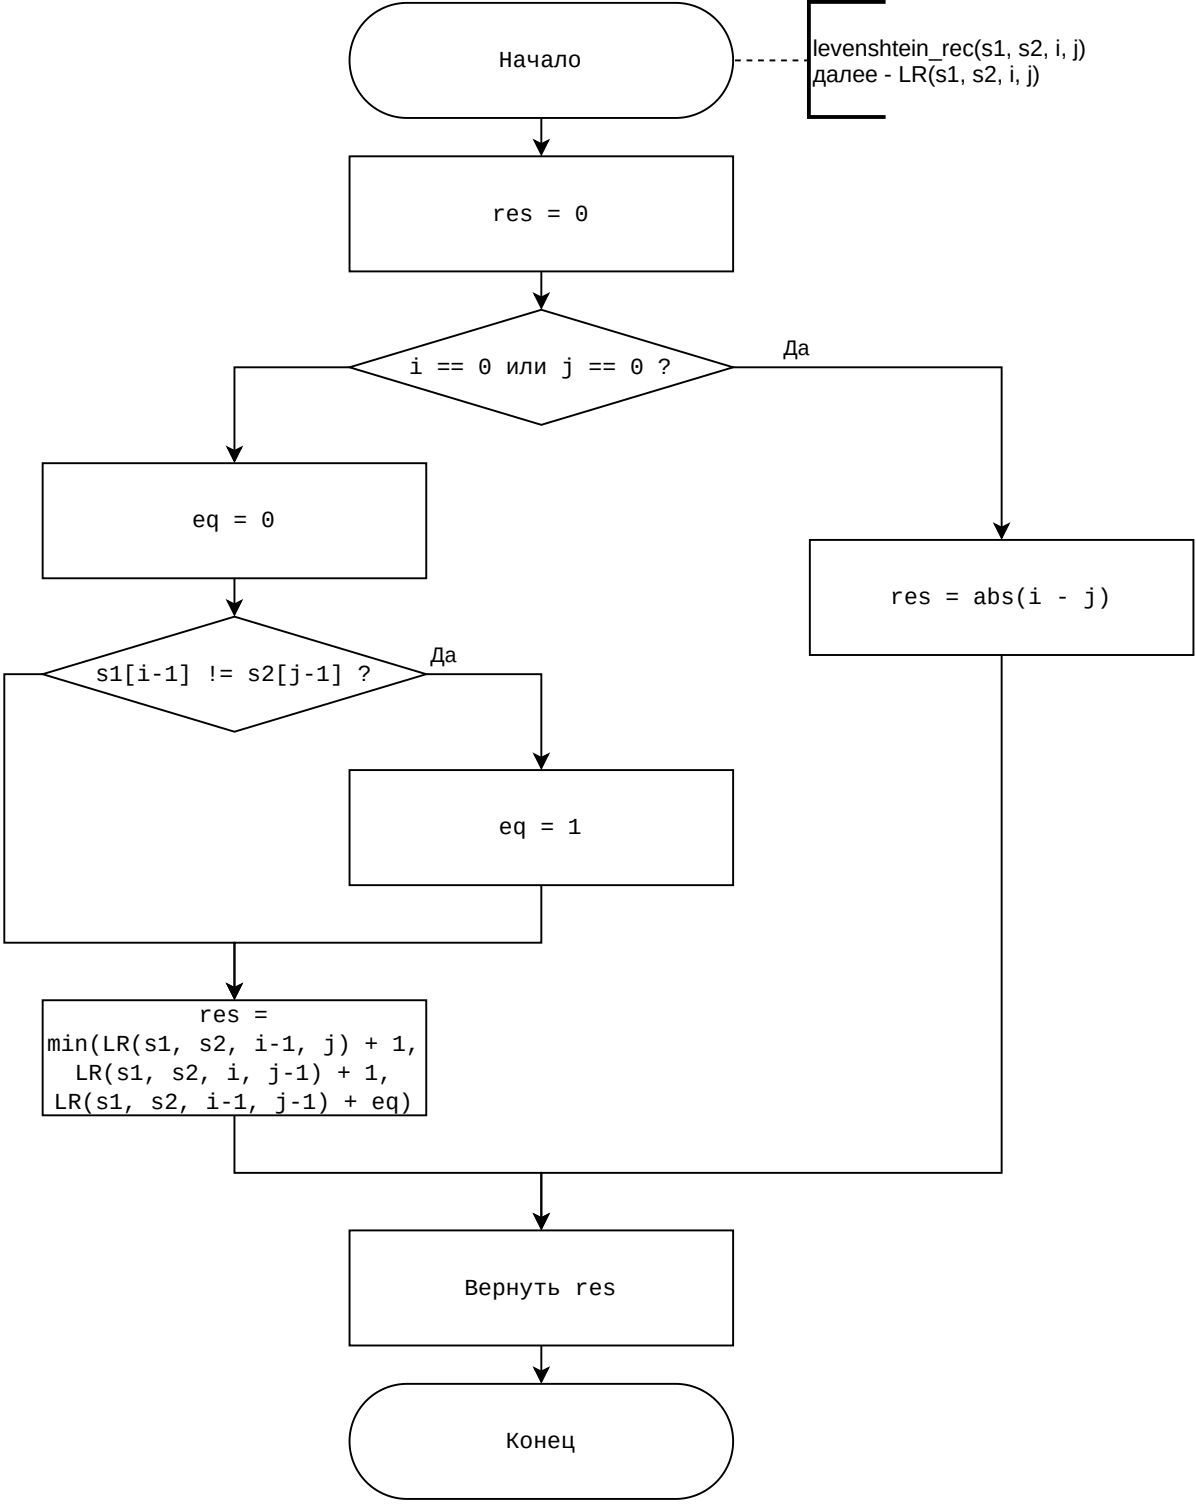 Начало
levenshtein_rec(s1, s2, i, j)
далее - LR(s1, s2, i, j)
res = 0
i == 0 или j == 0 ?
Да
eq = 0
res = abs(i - j)
s1[i-1] != s2[j-1] ?
Да
eq = 1
res =
min(LR(s1, s2, i-1, j) + 1,
LR(s1, s2, i, j-1) + 1,
LR(s1, s2, i-1, j-1) + eq)
Вернуть res
Конец